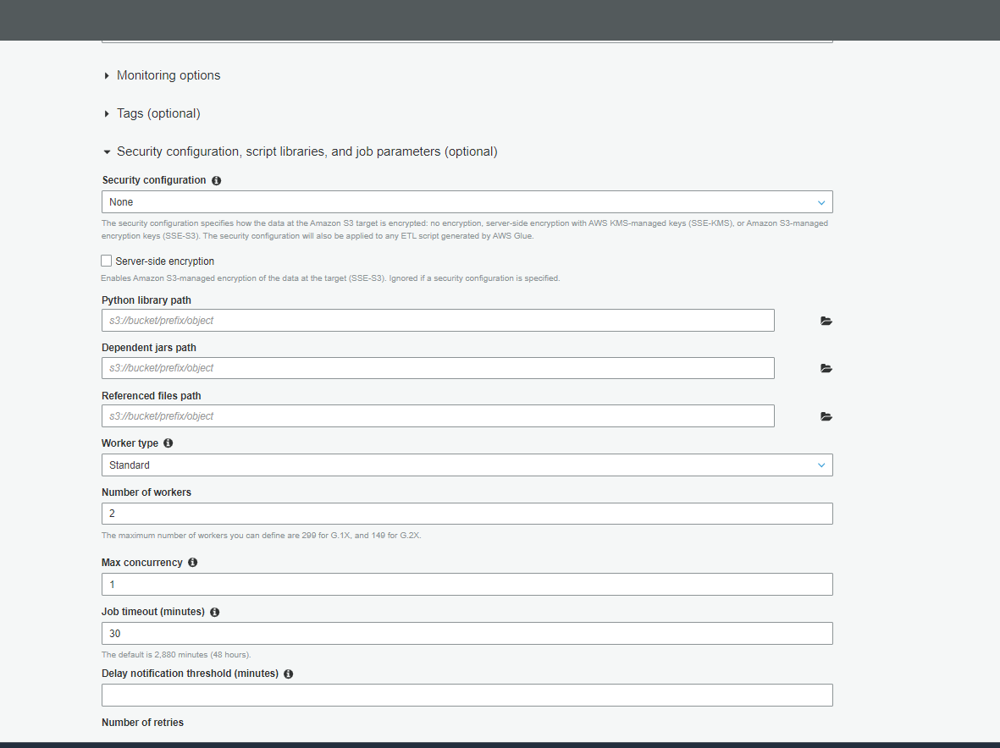 Monitoring options
Tags (optional)
Security configuration, script libraries, and job parameters (optional)
Security configuration
None
The security configuration specifies how the data at the Amazon S3 target is encrypted: no encryption, server-side encryption with AWS KMS-managed keys (SSE-KMS), or Amazon S3-managed
encryption keys (SSE-S3). The security configuration will also be applied to any ETL script generated by AWS Glue.
Server-side encryption
Enables Amazon S3-managed encryption of the data at the target (SSE-S3). Ignored if a security configuration is specified.
Python library path
s3://bucket/prefix/object
Dependent jars path
s3://bucket/prefix/object
Referenced files path
s3://bucket/prefix/object
Worker type
Standard
Number of workers
2
The maximum number of workers you can define are 299 for G.1X, and 149 for G.2X.
Max concurrency
1
Job timeout (minutes)
30
The default is 2,880 minutes (48 hours).
Delay notification threshold (minutes)
Number of retries